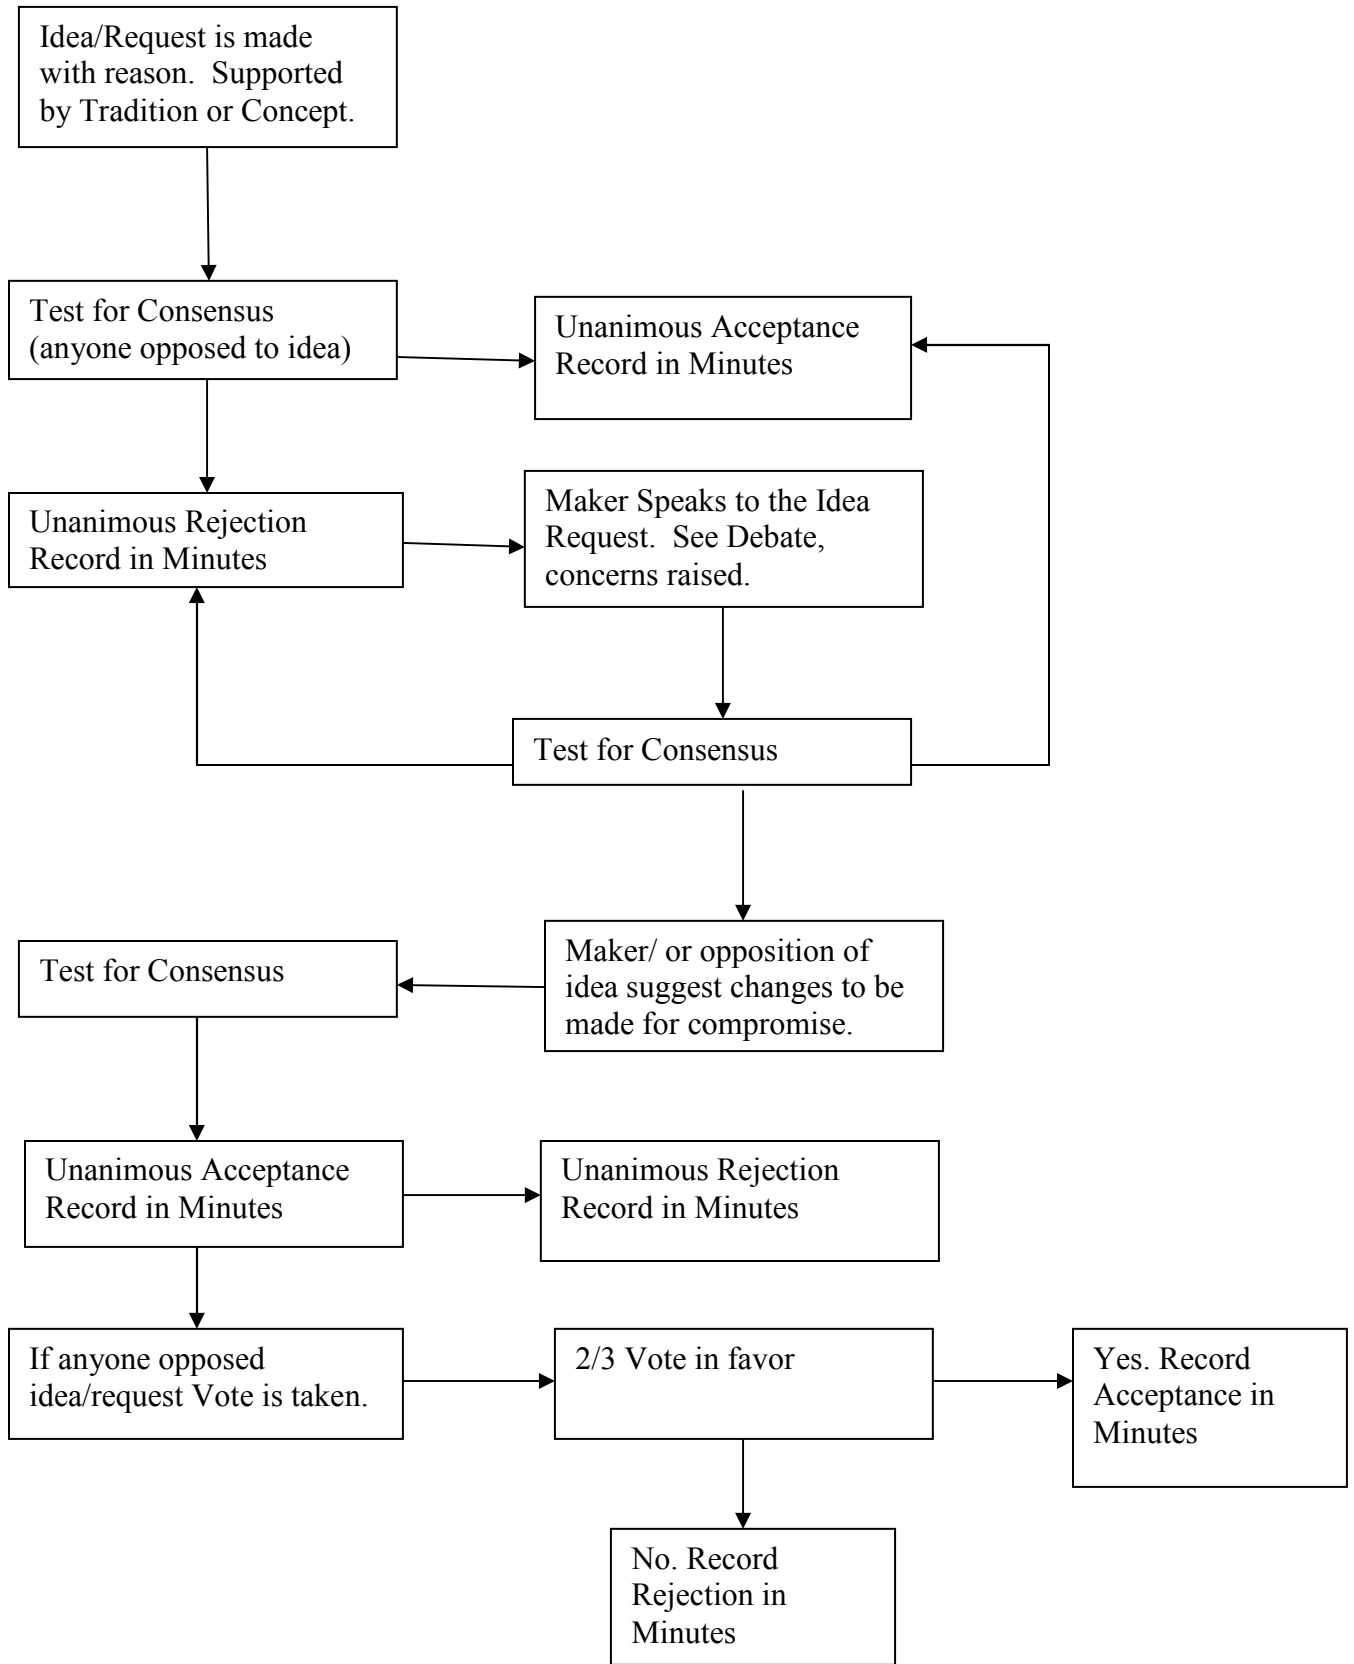 Idea/Request is made
with reason.  Supported
by Tradition or Concept.
Test for Consensus
(anyone opposed to idea)
Unanimous Acceptance
Record in Minutes
Unanimous Rejection
Record in Minutes
Maker Speaks to the Idea
Request.  See Debate,
concerns raised.
Test for Consensus
Maker/ or opposition of
idea suggest changes to be
made for compromise.
Test for Consensus
Unanimous Acceptance
Record in Minutes
Unanimous Rejection
Record in Minutes
If anyone opposed
idea/request Vote is taken.
2/3 Vote in favor
Yes. Record
Acceptance in
Minutes
No. Record
Rejection in
Minutes